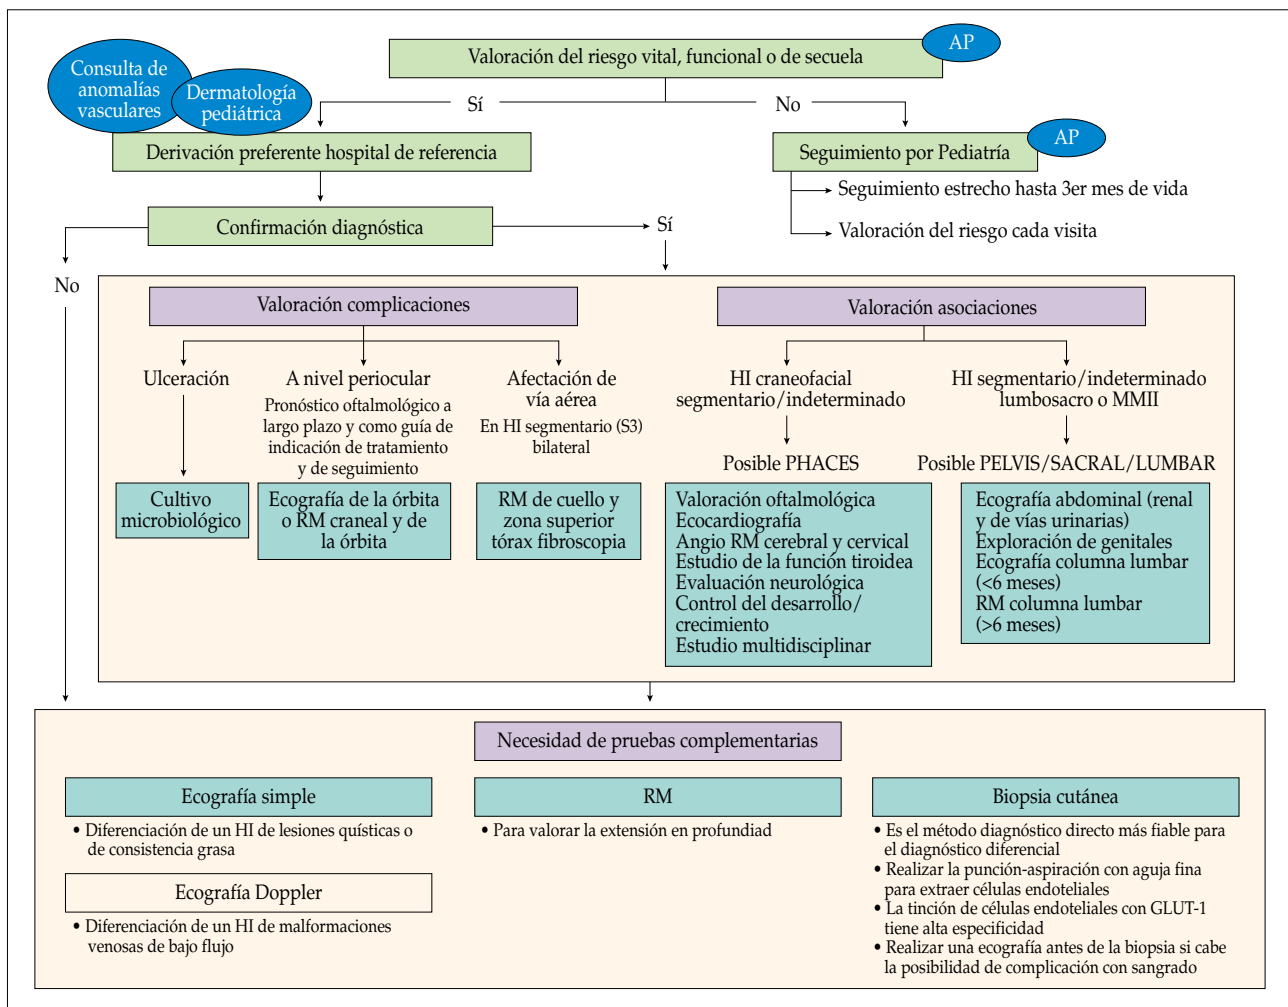 Valoración del riesgo vital, funcional o de secuela
AP
Consulta de
anomalías
vasculares
Dermatología
pediátrica
Sí
No
Derivación preferente hospital de referencia
Seguimiento por Pediatría
AP
Seguimiento estrecho hasta 3er mes de vida
Valoración del riesgo cada visita
Confirmación diagnóstica
Sí
No
Valoración complicaciones
Ulceración
Cultivo
microbiológico
A nivel periocular
Pronóstico oftalmológico a
largo plazo y como guía de
indicación de tratamiento
y de seguimiento
Ecografía de la órbita
o RM craneal y de
la órbita
Afectación de
vía aérea
En HI segmentario (S3)
bilateral
RM de cuello y
zona superior
tórax fibroscopia
Valoración asociaciones
HI craneofacial
segmentario/indeterminado
Posible PHACES
Valoración oftalmológica
Ecocardiografía
Angio RM cerebral y cervical
Estudio de la función tiroidea
Evaluación neurológica
Control del desarrollo/
crecimiento
Estudio multidisciplinar
HI segmentario/indeterminado
lumbosacro o MMII
Posible PELVIS/SACRAL/LUMBAR
Ecografía abdominal (renal
y de vías urinarias)
Exploración de genitales
Ecografía columna lumbar
(<6 meses)
RM columna lumbar
(>6 meses)
Necesidad de pruebas complementarias
Ecografía simple
• Diferenciación de un HI de lesiones quísticas o
de consistencia grasa
Ecografía Doppler
• Diferenciación de un HI de malformaciones
venosas de bajo flujo
RM
• Para valorar la extensión en profundiad
Biopsia cutánea
• Es el método diagnóstico directo más fiable para
el diagnóstico diferencial
• Realizar la punción-aspiración con aguja fina
para extraer células endoteliales
• La tinción de células endoteliales con GLUT-1
tiene alta especificidad
• Realizar una ecografía antes de la biopsia si cabe
la posibilidad de complicación con sangrado